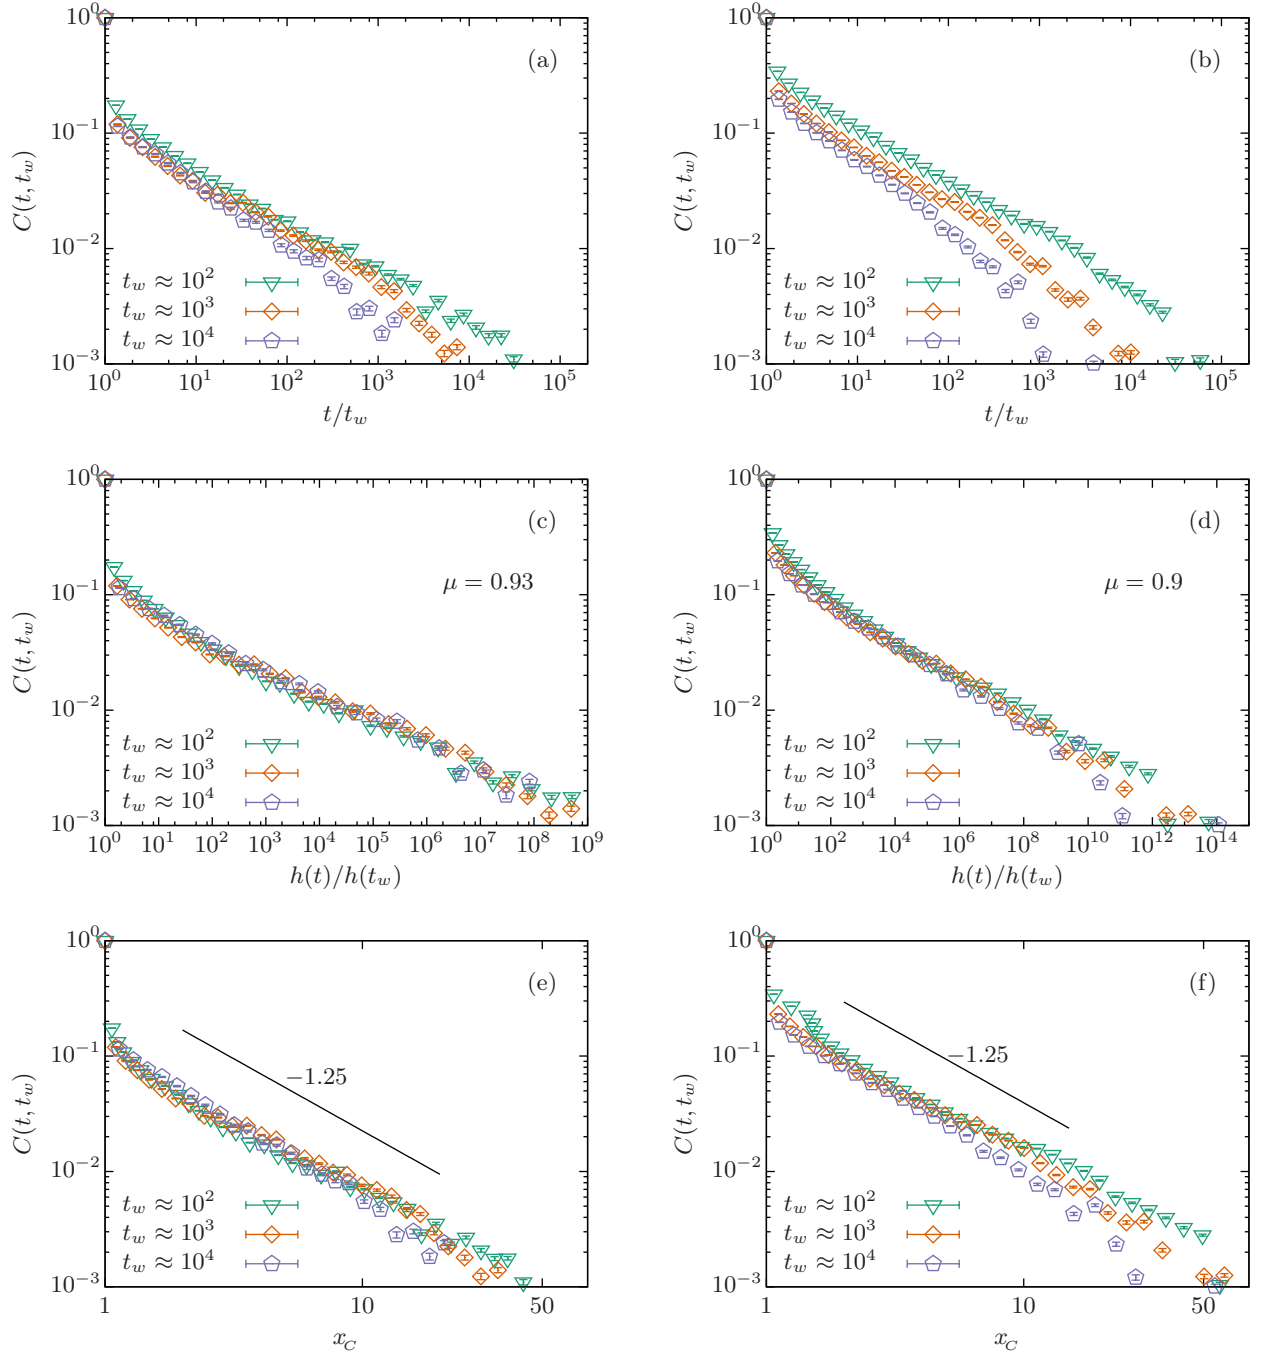 (a)
C(t, t_w)
10^0
10^-1
10^-2
10^-3
t_w ≈ 10^2
t_w ≈ 10^3
t_w ≈ 10^4
10^0 10^1 10^2 10^3 10^4 10^5
t/t_w
(b)
C(t, t_w)
10^0
10^-1
10^-2
10^-3
t_w ≈ 10^2
t_w ≈ 10^3
t_w ≈ 10^4
10^0 10^1 10^2 10^3 10^4 10^5
t/t_w
(c)
μ = 0.93
C(t, t_w)
10^0
10^-1
10^-2
10^-3
t_w ≈ 10^2
t_w ≈ 10^3
t_w ≈ 10^4
10^0 10^1 10^2 10^3 10^4 10^5 10^6 10^7 10^8 10^9
h(t)/h(t_w)
(d)
μ = 0.9
C(t, t_w)
10^0
10^-1
10^-2
10^-3
t_w ≈ 10^2
t_w ≈ 10^3
t_w ≈ 10^4
10^0 10^2 10^4 10^6 10^8 10^10 10^12 10^14
h(t)/h(t_w)
(e)
−1.25
C(t, t_w)
10^0
10^-1
10^-2
10^-3
t_w ≈ 10^2
t_w ≈ 10^3
t_w ≈ 10^4
1 10 50
x_C
(f)
−1.25
C(t, t_w)
10^0
10^-1
10^-2
10^-3
t_w ≈ 10^2
t_w ≈ 10^3
t_w ≈ 10^4
1 10 50
x_C